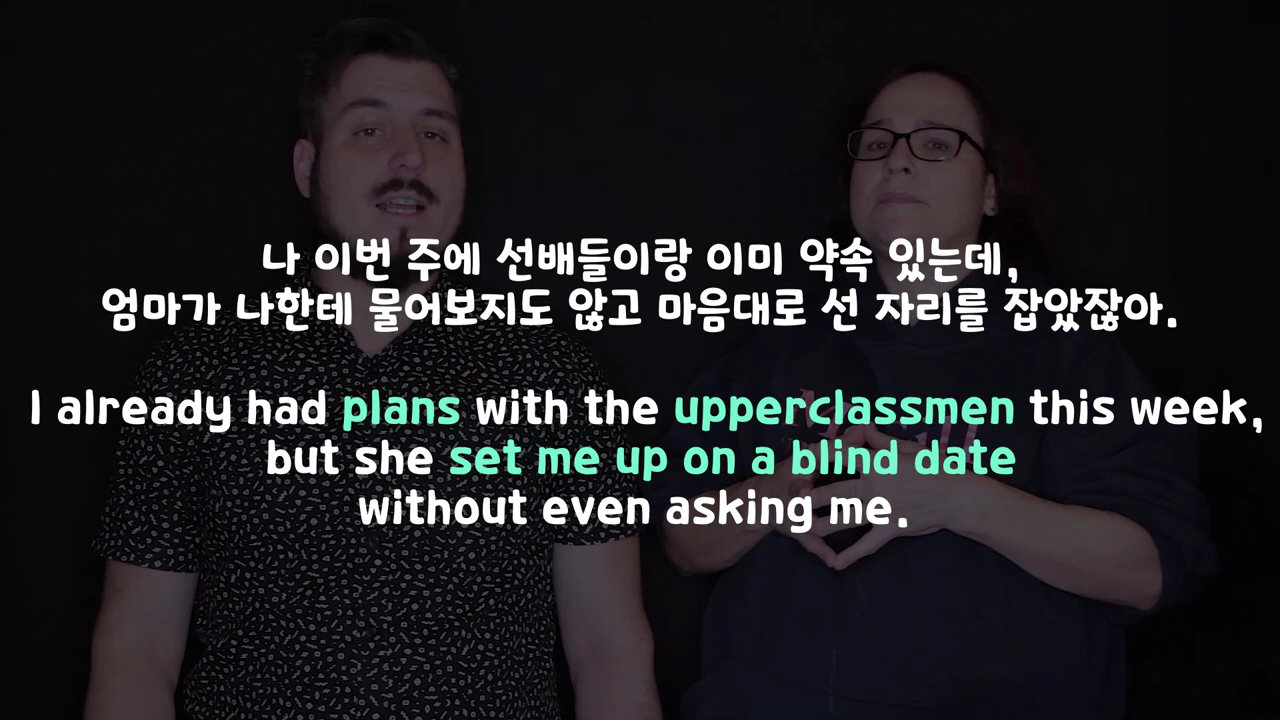 나 이번 주에 선배들이랑 이미 약속 있는데,
엄마가 나한테 물어보지도 않고 마음대로 선 자리를 잡았잖아.
I already had plans with the upperclassmen this week,
but she set me up on a blind date
without even asking me.